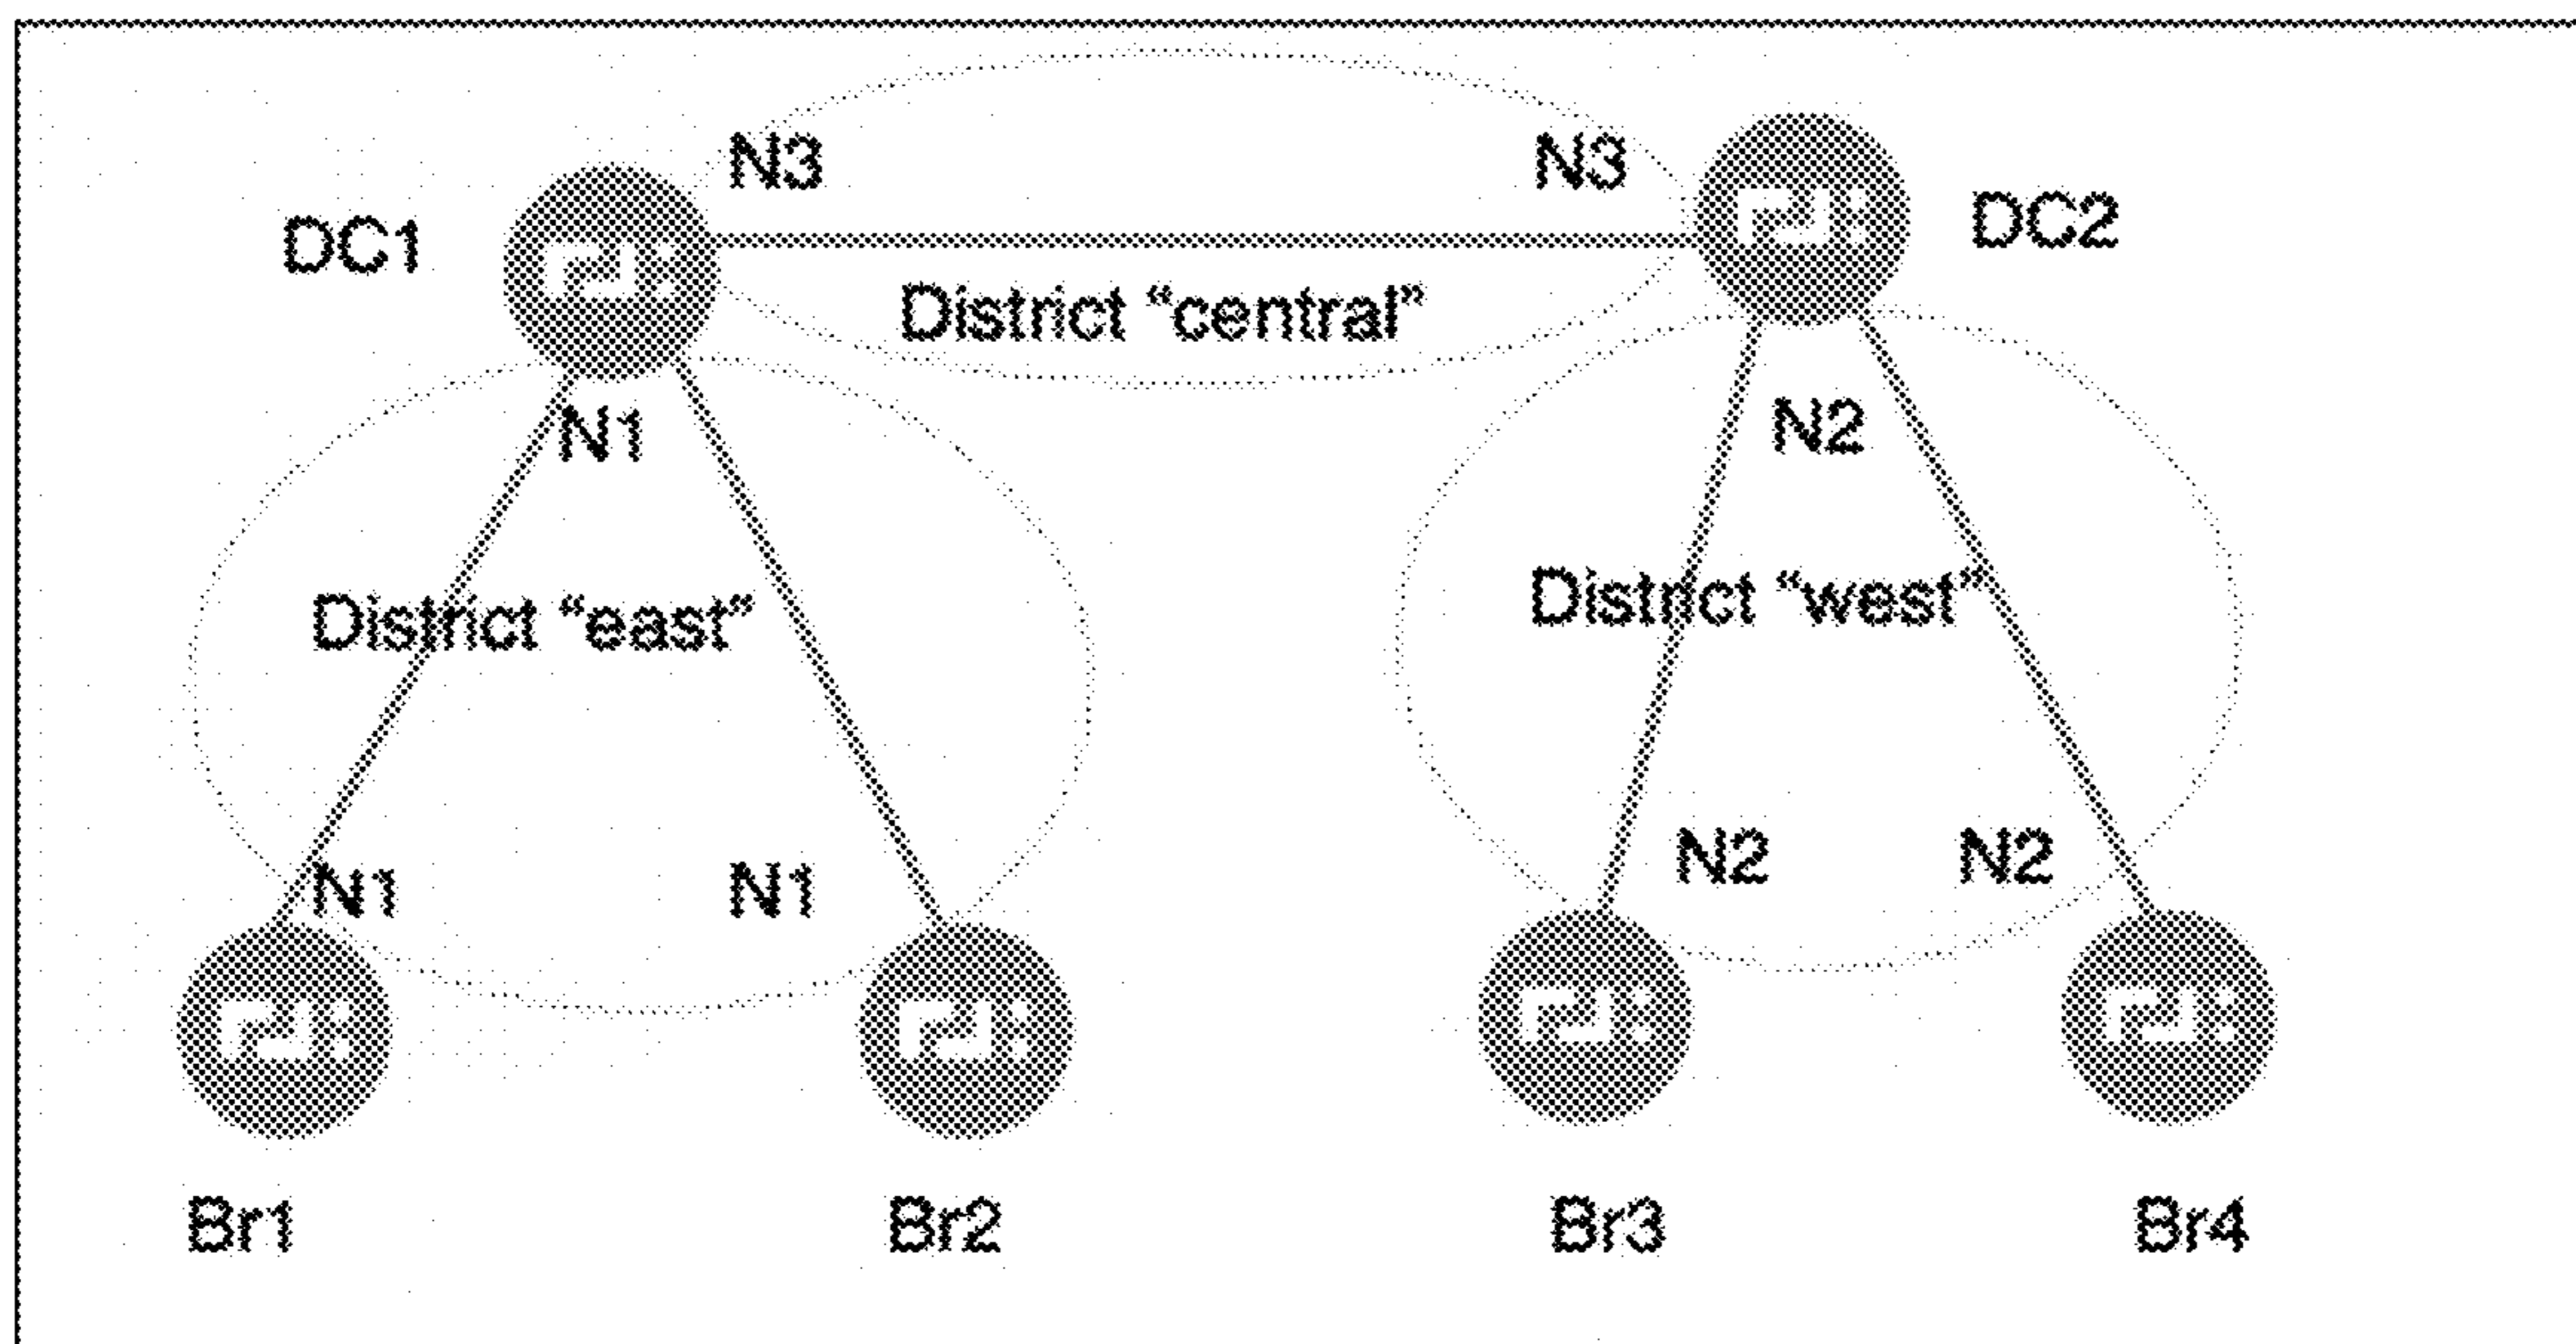 N3
N3
DC1
DC2
District “central”
N1
N2
District “east”
District “west”
N1
N1
N2
N2
Br1
Br2
Br3
Br4